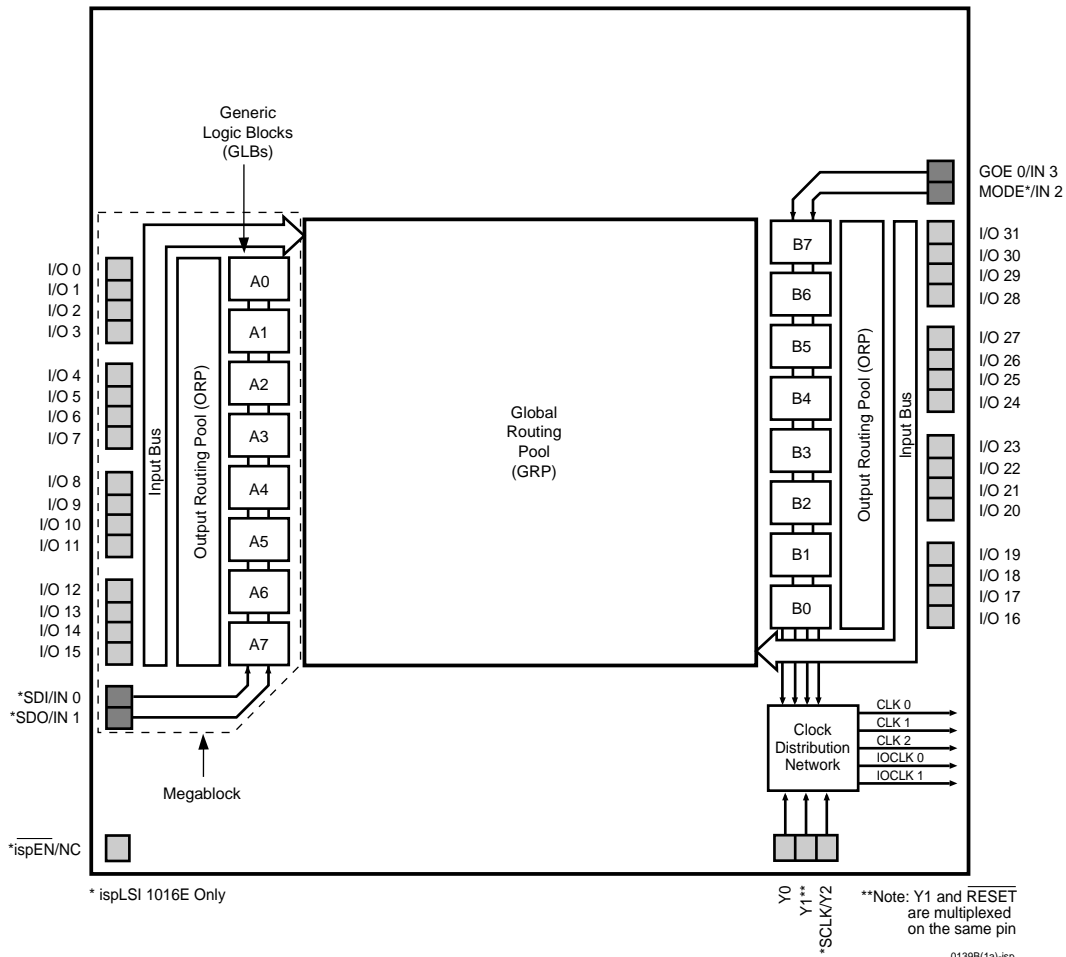 Generic
Logic Blocks
(GLBs)
GOE 0/IN 3
MODE*/IN 2
I/O 0
I/O 1
I/O 2
I/O 3
I/O 4
I/O 5
I/O 6
I/O 7
I/O 8
I/O 9
I/O 10
I/O 11
I/O 12
I/O 13
I/O 14
I/O 15
*SDI/IN 0
*SDO/IN 1
Input Bus
Output Routing Pool (ORP)
A0
A1
A2
A3
A4
A5
A6
A7
Megablock
Global
Routing
Pool
(GRP)
B7
B6
B5
B4
B3
B2
B1
B0
Output Routing Pool (ORP)
Input Bus
I/O 31
I/O 30
I/O 29
I/O 28
I/O 27
I/O 26
I/O 25
I/O 24
I/O 23
I/O 22
I/O 21
I/O 20
I/O 19
I/O 18
I/O 17
I/O 16
Clock
Distribution
Network
CLK 0
CLK 1
CLK 2
IOCLK 0
IOCLK 1
*ispEN/NC
* ispLSI 1016E Only
Y0
Y1**
*SCLK/Y2
**Note: Y1 and RESET
are multiplexed
on the same pin
0139B(1a)-isp